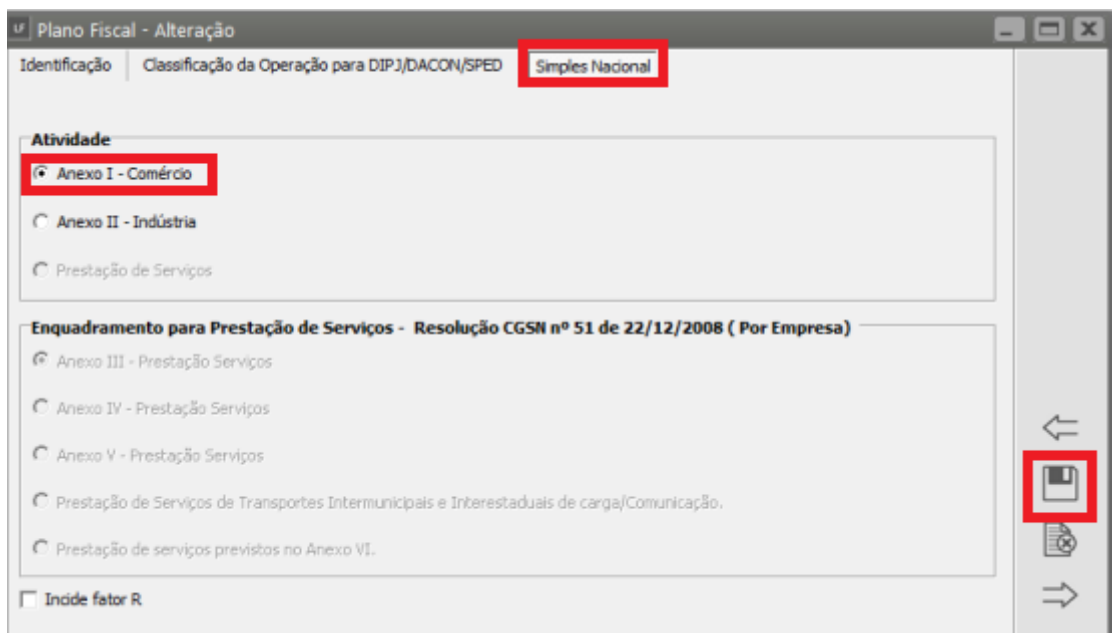 LF Plano Fiscal - Alteração
Identificação Classificação da Operação para DIPJ/DACON/SPED Simples Nacional
Atividade
Anexo I - Comércio
Anexo II - Indústria
Prestação de Serviços
Enquadramento para Prestação de Serviços - Resolução CGSN nº 51 de 22/12/2008 ( Por Empresa)
Anexo III - Prestação Serviços
Anexo IV - Prestação Serviços
Anexo V - Prestação Serviços
Prestação de Serviços de Transportes Intermunicipais e Interestaduais de carga/Comunicação.
Prestação de serviços previstos no Anexo VI.
Incide fator R